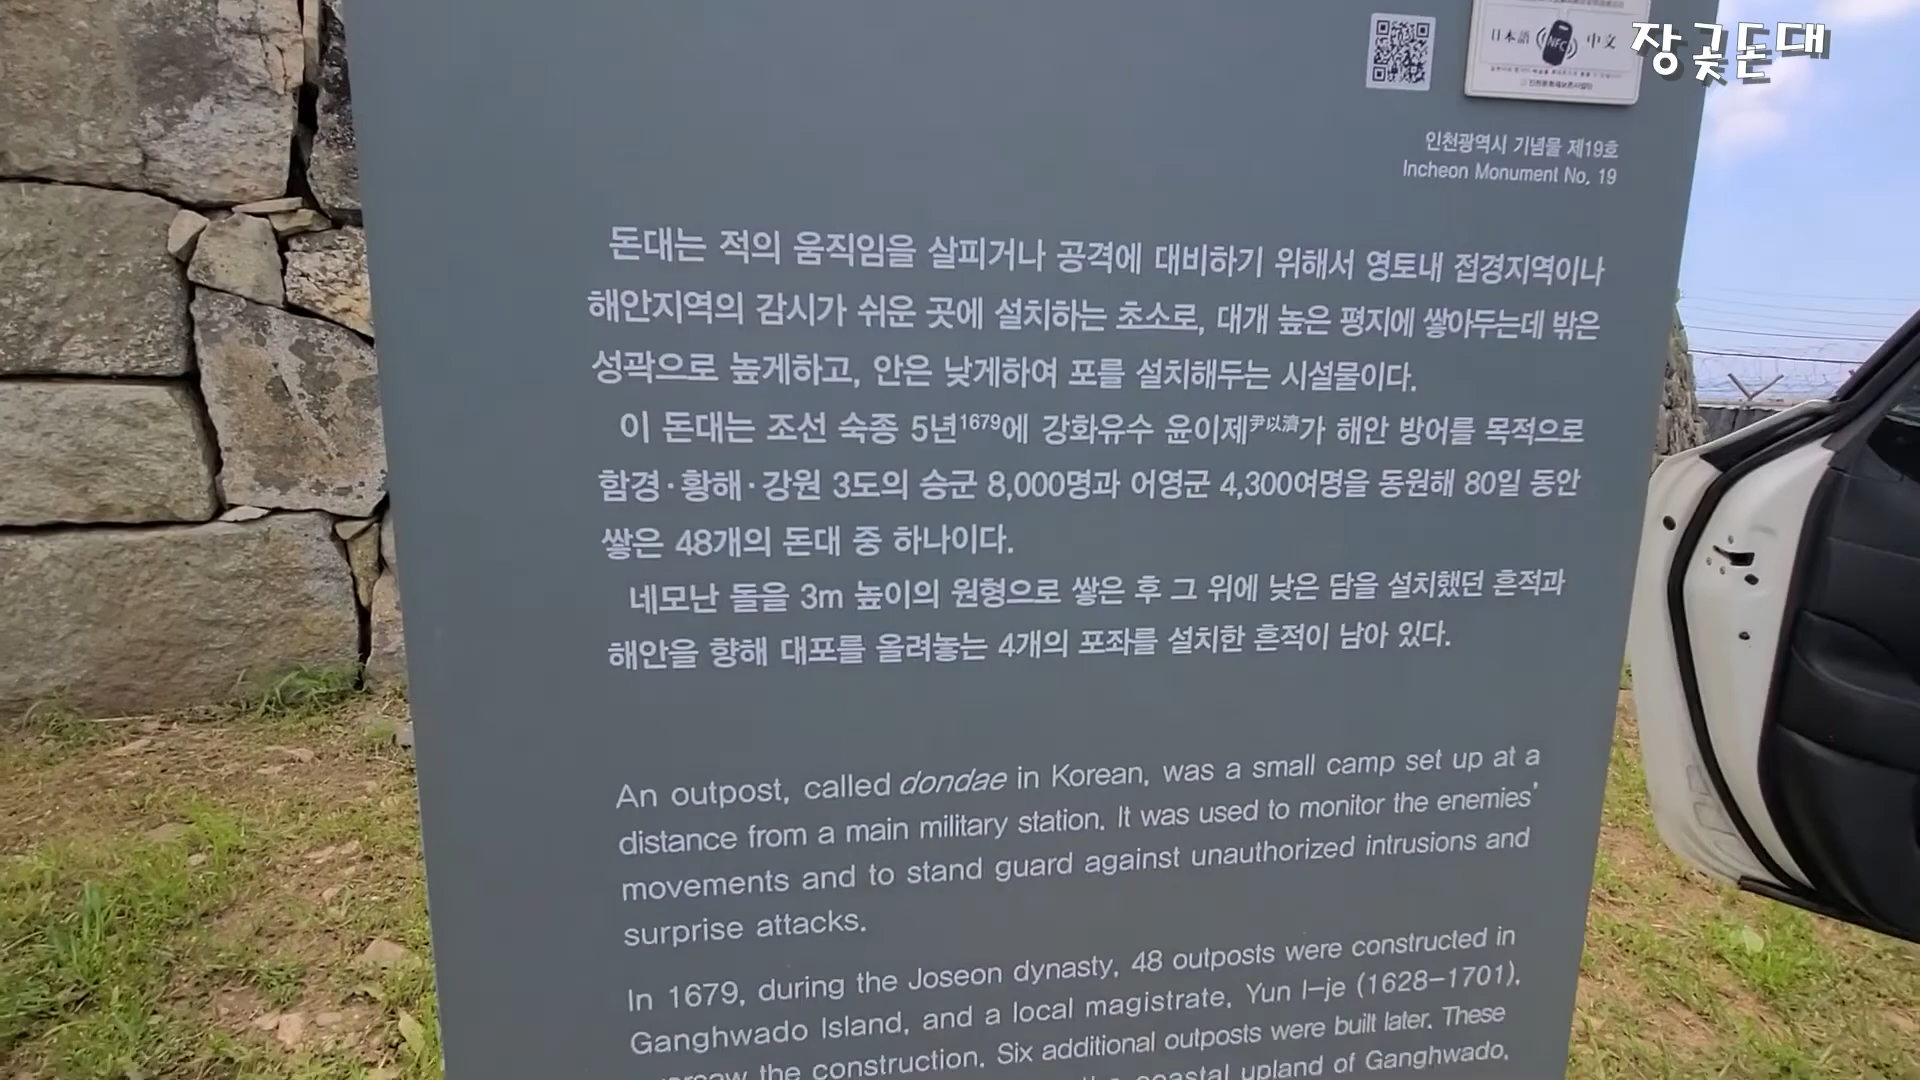 장곶돈대
日本語 NFC 中文
인천광역시 기념물 제19호
Incheon Monument No. 19
돈대는 적의 움직임을 살피거나 공격에 대비하기 위해서 영토내 접경지역이나
해안지역의 감시가 쉬운 곳에 설치하는 초소로, 대개 높은 평지에 쌓아두는데 밖은
성곽으로 높게하고, 안은 낮게하여 포를 설치해두는 시설물이다.
이 돈대는 조선 숙종 5년1679에 강화유수 윤이제尹以濟가 해안 방어를 목적으로
함경·황해·강원 3도의 승군 8,000명과 어영군 4,300여명을 동원해 80일 동안
쌓은 48개의 돈대 중 하나이다.
네모난 돌을 3m 높이의 원형으로 쌓은 후 그 위에 낮은 담을 설치했던 흔적과
해안을 향해 대포를 올려놓는 4개의 포좌를 설치한 흔적이 남아 있다.
An outpost, called dondae in Korean, was a small camp set up at a
distance from a main military station. It was used to monitor the enemies'
movements and to stand guard against unauthorized intrusions and
surprise attacks.
In 1679, during the Joseon dynasty, 48 outposts were constructed in
Ganghwado Island, and a local magistrate, Yun I-je (1628-1701),
the construction. Six additional outposts were built later. These
coastal upland of Ganghwado,